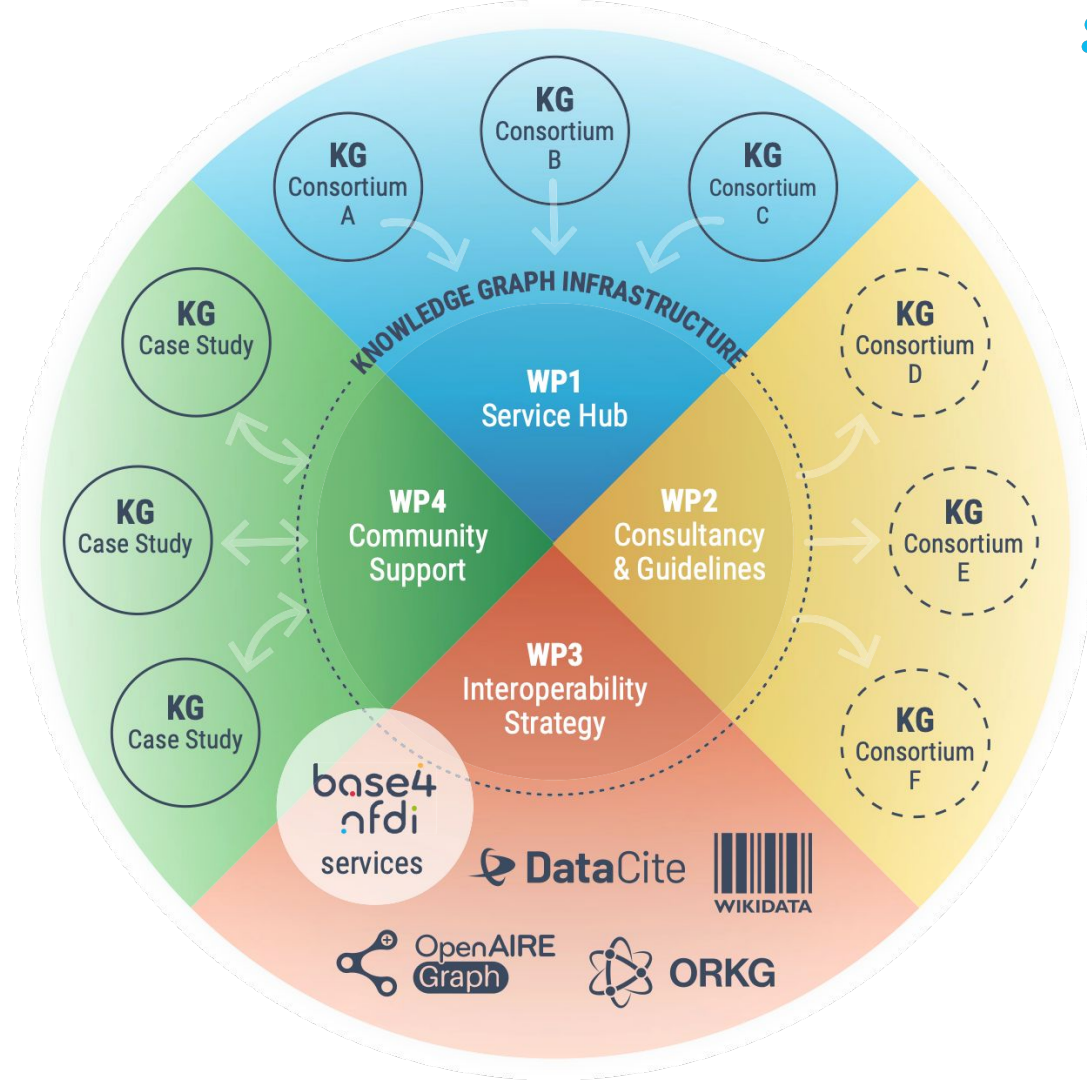 KG
Consortium
B
KG
Consortium
A
KG
Consortium
C
KNOWLEDGE GRAPH INFRASTRUCTURE
KG
Case Study
KG
Consortium
D
WP1
Service Hub
WP4
Community
Support
WP2
Consultancy
& Guidelines
KG
Case Study
KG
Consortium
E
WP3
Interoperability
Strategy
KG
Case Study
KG
Consortium
F
base4
nfdi
services
DataCite
WIKIDATA
OpenAIRE
Graph
ORKG